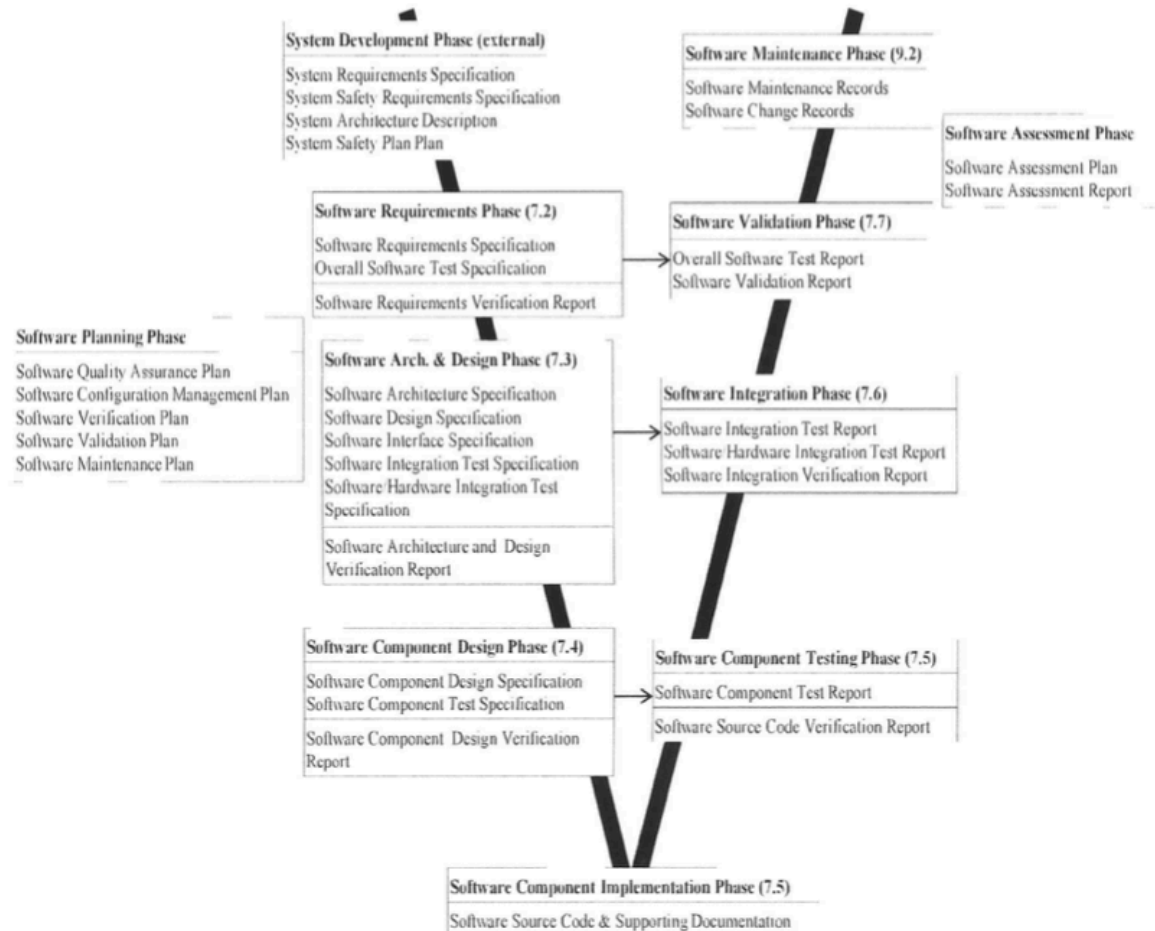 System Development Phase (external)
System Requirements Specification
System Safety Requirements Specification
System Architecture Description
System Safety Plan Plan
Software Maintenance Phase (9.2)
Software Maintenance Records
Software Change Records
Software Assessment Phase
Software Assessment Plan
Software Assessment Report
Software Requirements Phase (7.2)
Software Requirements Specification
Overall Software Test Specification
Software Requirements Verification Report
Software Validation Phase (7.7)
Overall Software Test Report
Software Validation Report
Software Planning Phase
Software Quality Assurance Plan
Software Configuration Management Plan
Software Verification Plan
Software Validation Plan
Software Maintenance Plan
Software Arch. & Design Phase (7.3)
Software Architecture Specification
Software Design Specification
Software Interface Specification
Software Integration Test Specification
Software/Hardware Integration Test
Specification
Software Architecture and Design
Verification Report
Software Integration Phase (7.6)
Software Integration Test Report
Software/Hardware Integration Test Report
Software Integration Verification Report
Software Component Design Phase (7.4)
Software Component Design Specification
Software Component Test Specification
Software Component Design Verification
Report
Software Component Testing Phase (7.5)
Software Component Test Report
Software Source Code Verification Report
Software Component Implementation Phase (7.5)
Software Source Code & Supporting Documentation